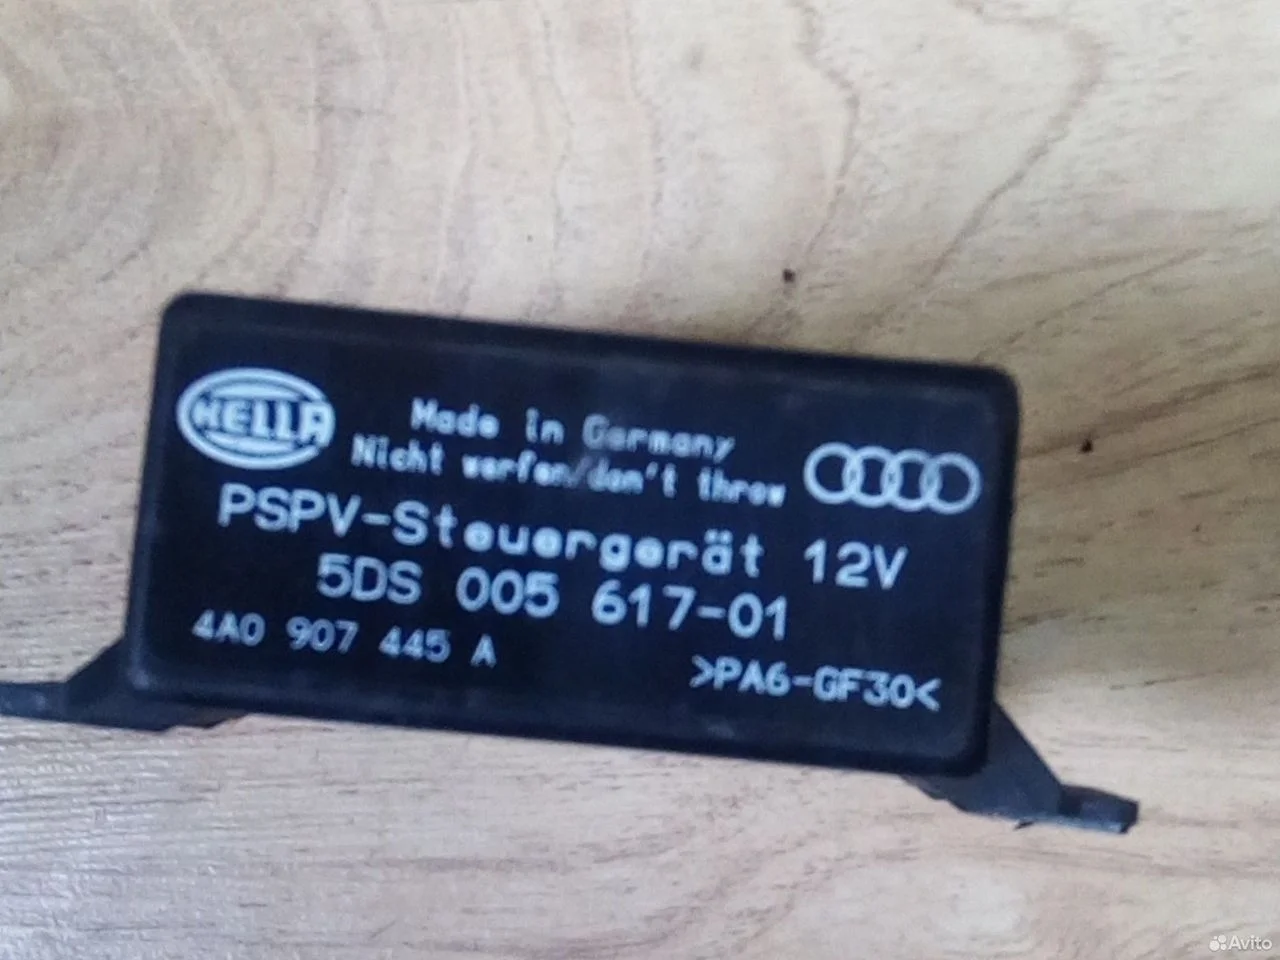 HELLA
Made in Germany
Nicht werfen/don't throw
PSPV-Steuergerät 12V
5DS 005 617-01
4A0 907 445 A
>PA6-GF30<
Avito